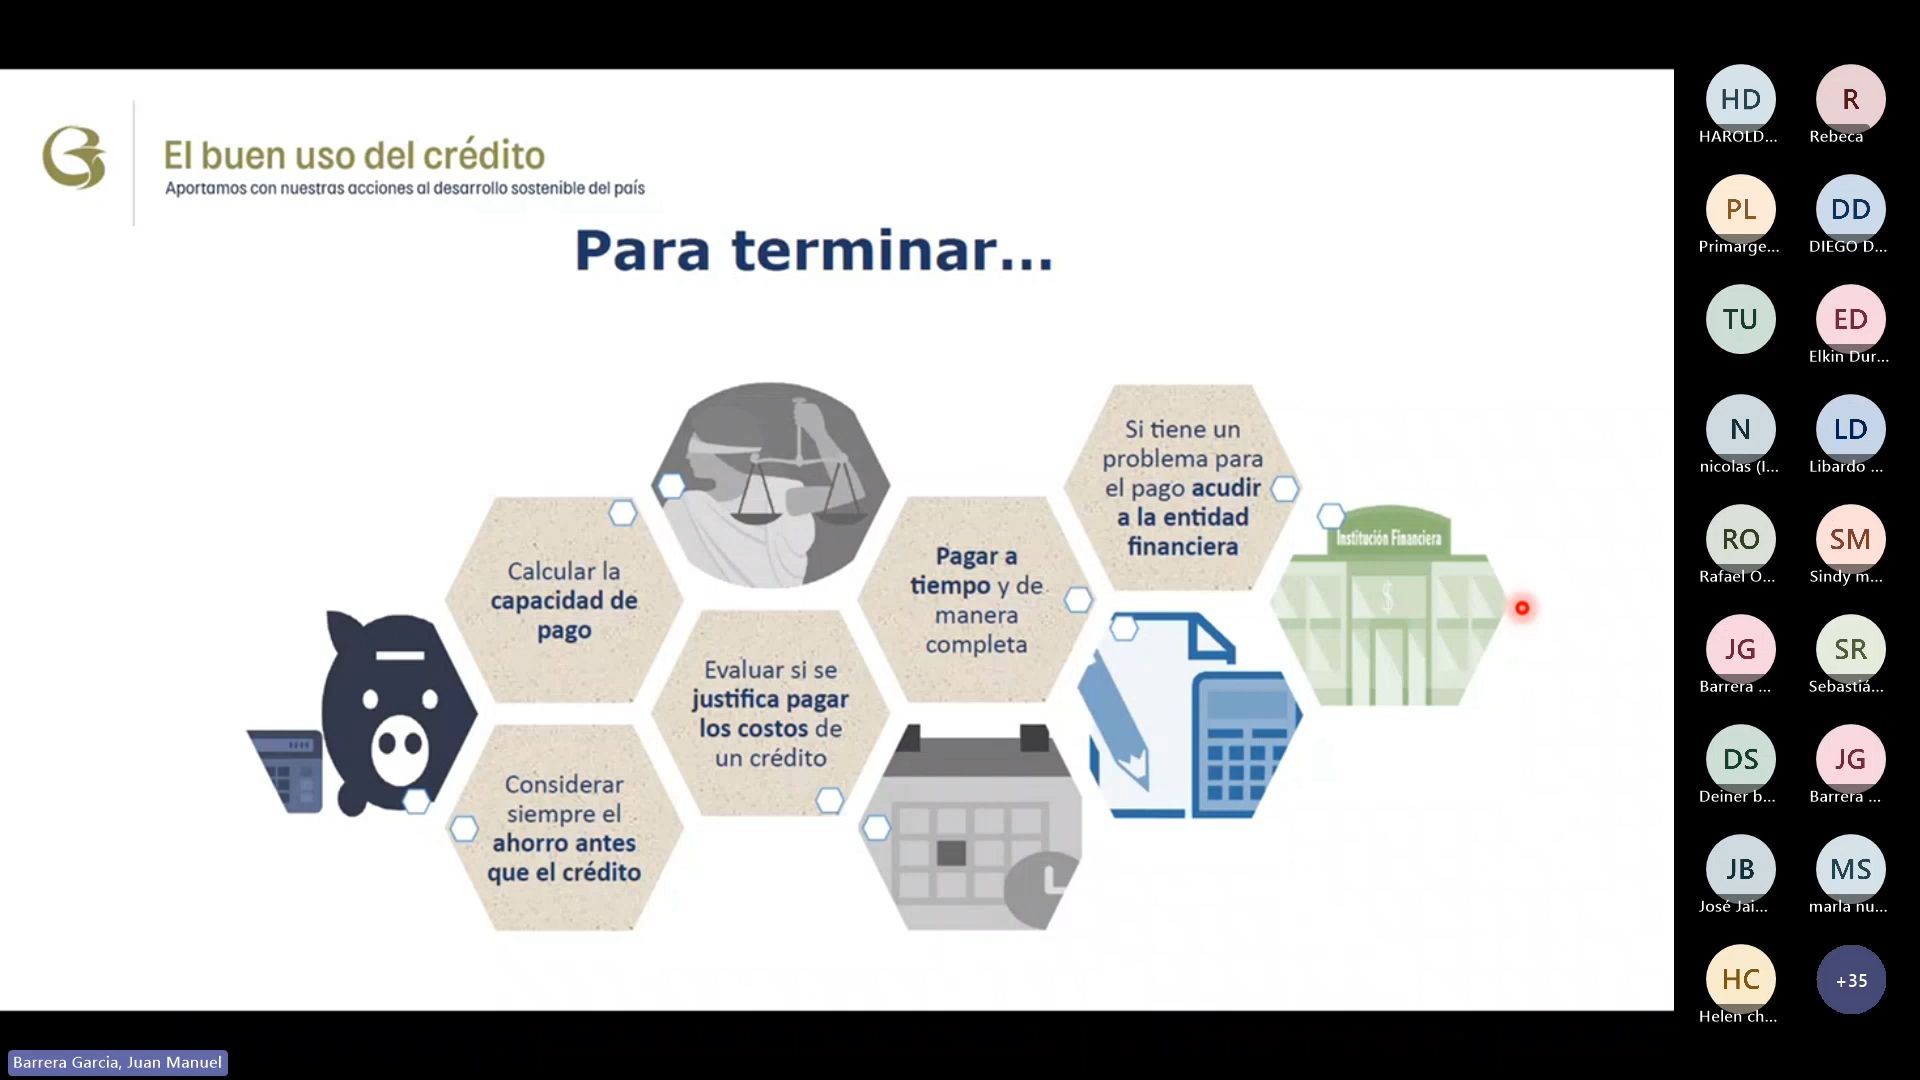 El buen uso del crédito
Aportamos con nuestras acciones al desarrollo sostenible del país
Para terminar...
Calcular la
capacidad de
pago
Considerar
siempre el
ahorro antes
que el crédito
Evaluar si se
justifica pagar
los costos de
un crédito
Pagar a
tiempo y de
manera
completa
Si tiene un
problema para
el pago acudir
a la entidad
financiera
Institución Financiera
$
HD
HAROLD...
R
Rebeca
PL
Primarge...
DD
DIEGO D...
TU
ED
Elkin Dur...
N
nicolas (I...
LD
Libardo ...
RO
Rafael O...
SM
Sindy m...
JG
Barrera ...
SR
Sebastiá...
DS
Deiner b...
JG
Barrera ...
JB
José Jai...
MS
marla nu...
HC
Helen ch...
+35
Barrera Garcia, Juan Manuel